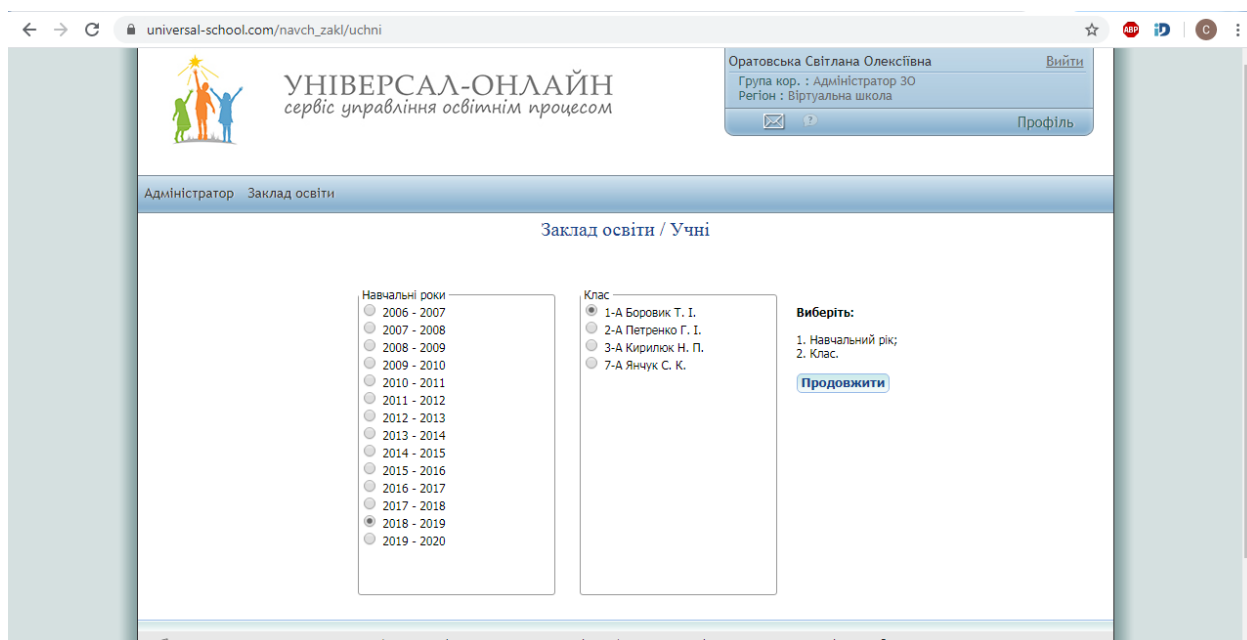 universal-school.com/navch_zakl/uchni
ABP
С
УНІВЕРСАЛ-ОНЛАЙН
сервіс управління освітнім процесом
Оратовська Світлана Олексіївна
Вийти
Група кор. : Адміністратор ЗО
Регіон : Віртуальна школа
Профіль
Адміністратор Заклад освіти
Заклад освіти / Учні
Навчальні роки
2006 - 2007
2007 - 2008
2008 - 2009
2009 - 2010
2010 - 2011
2011 - 2012
2012 - 2013
2013 - 2014
2014 - 2015
2015 - 2016
2016 - 2017
2017 - 2018
2018 - 2019
2019 - 2020
Клас
1-А Боровик Т. І.
2-А Петренко Г. І.
3-А Кирилюк Н. П.
7-А Янчук С. К.
Виберіть:
1. Навчальний рік;
2. Клас.
Продовжити